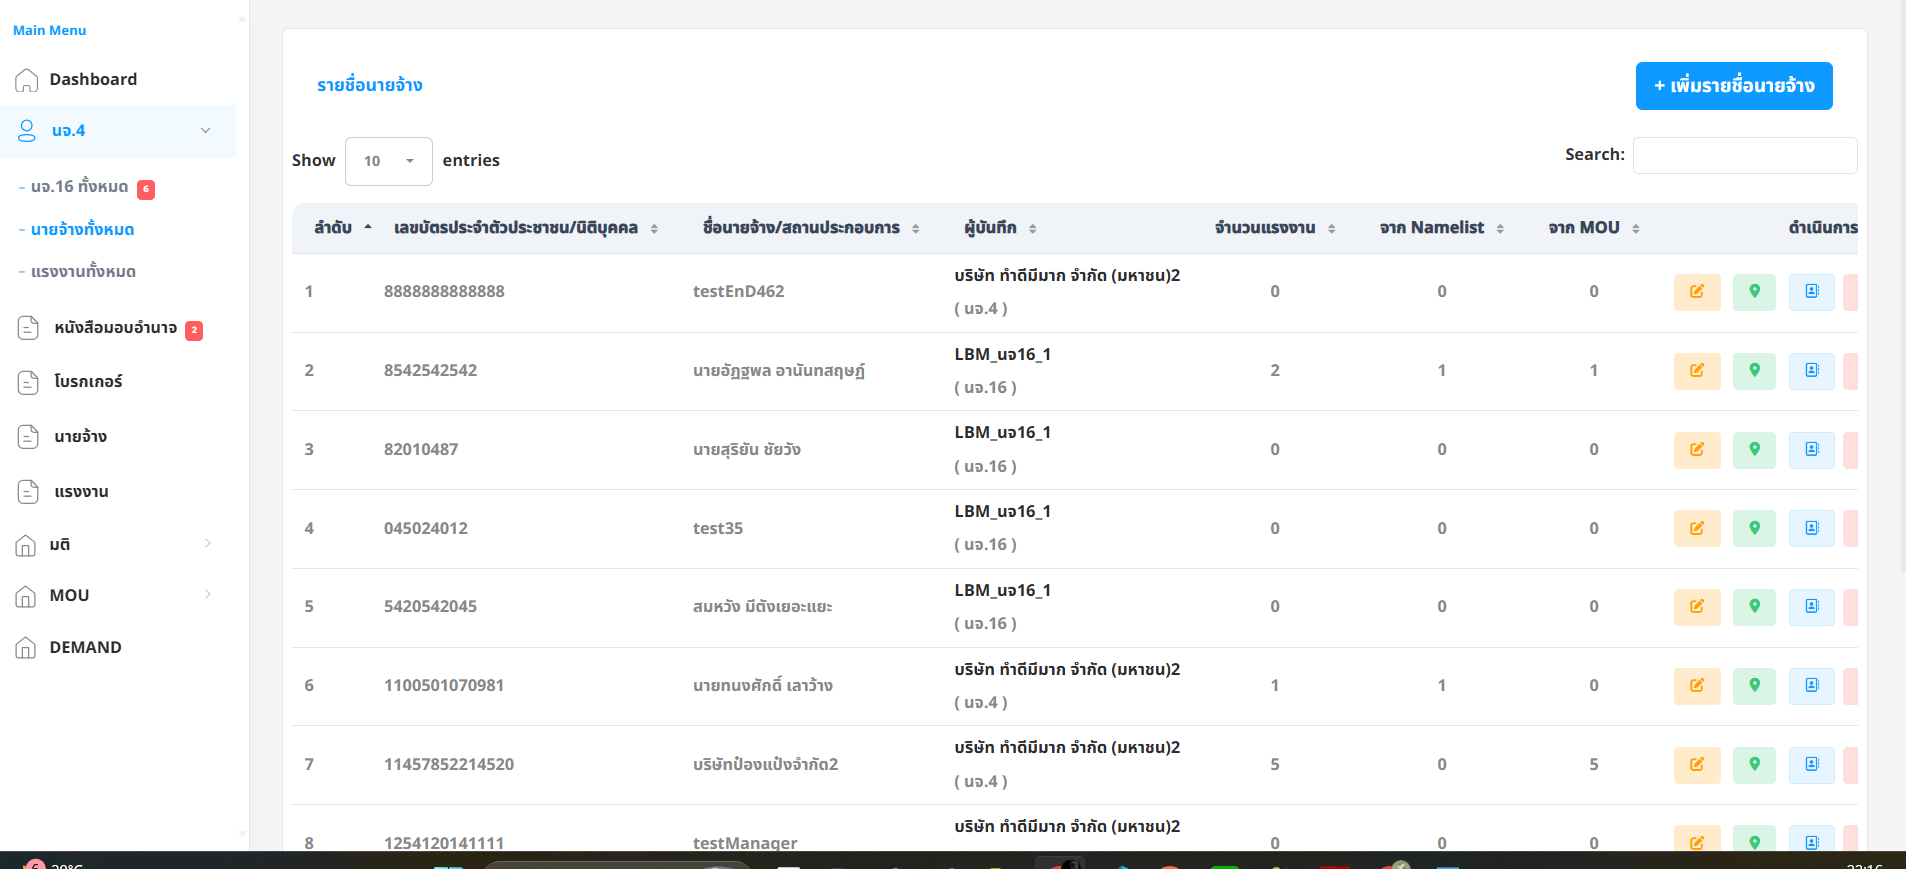 Main Menu
Dashboard
นจ.4
- นจ.16 ทั้งหมด 6
- นายจ้างทั้งหมด
- แรงงานทั้งหมด
หนังสือมอบอำนาจ 2
โบรกเกอร์
นายจ้าง
แรงงาน
มติ
MOU
DEMAND
รายชื่อนายจ้าง
+ เพิ่มรายชื่อนายจ้าง
Show 10 entries
Search:
ลำดับ เลขบัตรประจำตัวประชาชน/นิติบุคคล ชื่อนายจ้าง/สถานประกอบการ ผู้บันทึก จำนวนแรงงาน จาก Namelist จาก MOU ดำเนินการ
1 8888888888888 testEnD462 บริษัท ทำดีมีมาก จำกัด (มหาชน)2 0 0 0
( นจ.4 )
2 8542542542 นายอัฏฐพล อานันทสฤษฎ์ LBM_นจ16_1 2 1 1
( นจ.16 )
3 82010487 นายสุริยัน ชัยวัง LBM_นจ16_1 0 0 0
( นจ.16 )
4 045024012 test35 LBM_นจ16_1 0 0 0
( นจ.16 )
5 5420542045 สมหวัง มีตังเยอะแยะ LBM_นจ16_1 0 0 0
( นจ.16 )
6 1100501070981 นายทนงศักดิ์ เลาว้าง บริษัท ทำดีมีมาก จำกัด (มหาชน)2 1 1 0
( นจ.4 )
7 11457852214520 บริษัทป๋องแป๋งจำกัด2 บริษัท ทำดีมีมาก จำกัด (มหาชน)2 5 0 5
( นจ.4 )
8 1254120141111 testManager บริษัท ทำดีมีมาก จำกัด (มหาชน)2 0 0 0